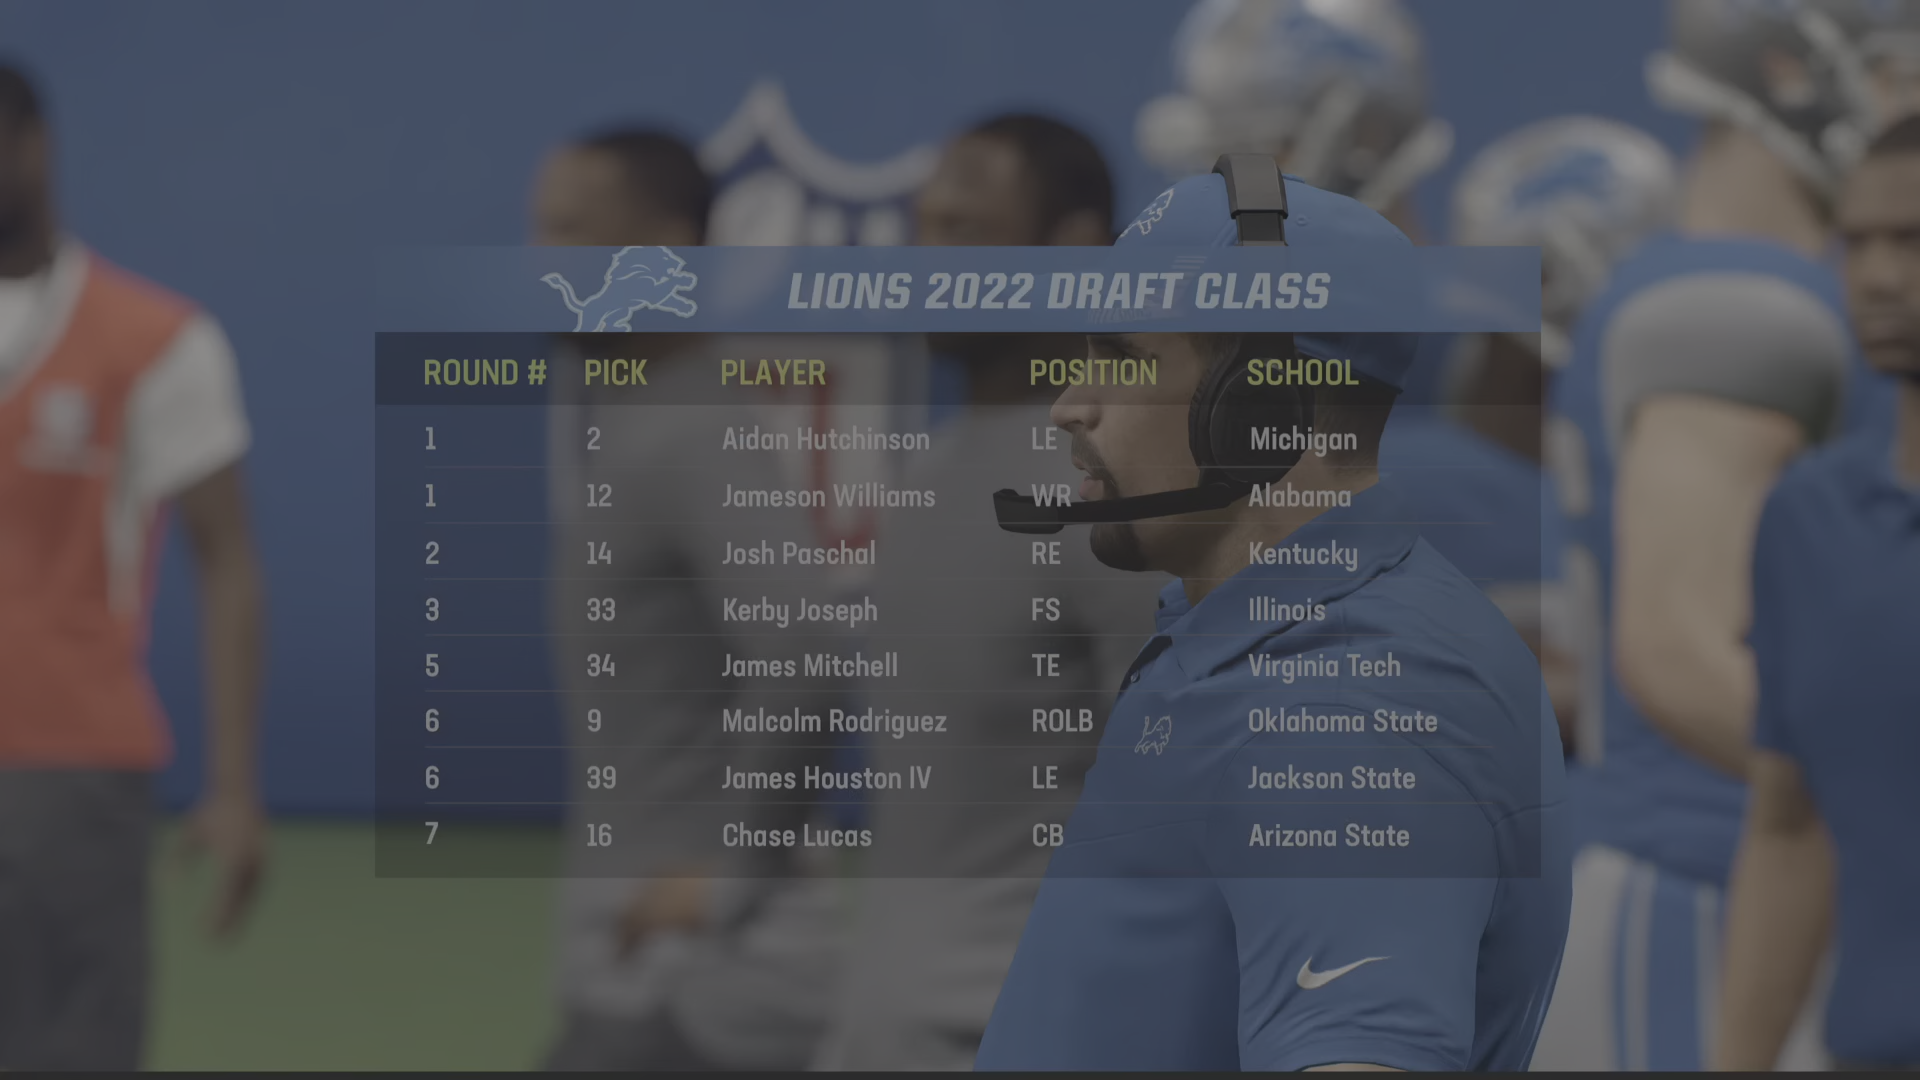 LIONS 2022 DRAFT CLASS
ROUND # PICK PLAYER POSITION SCHOOL
1 2 Aidan Hutchinson LE Michigan
1 12 Jameson Williams WR Alabama
2 14 Josh Paschal RE Kentucky
3 33 Kerby Joseph FS Illinois
5 34 James Mitchell TE Virginia Tech
6 9 Malcolm Rodriguez ROLB Oklahoma State
6 39 James Houston IV LE Jackson State
7 16 Chase Lucas CB Arizona State